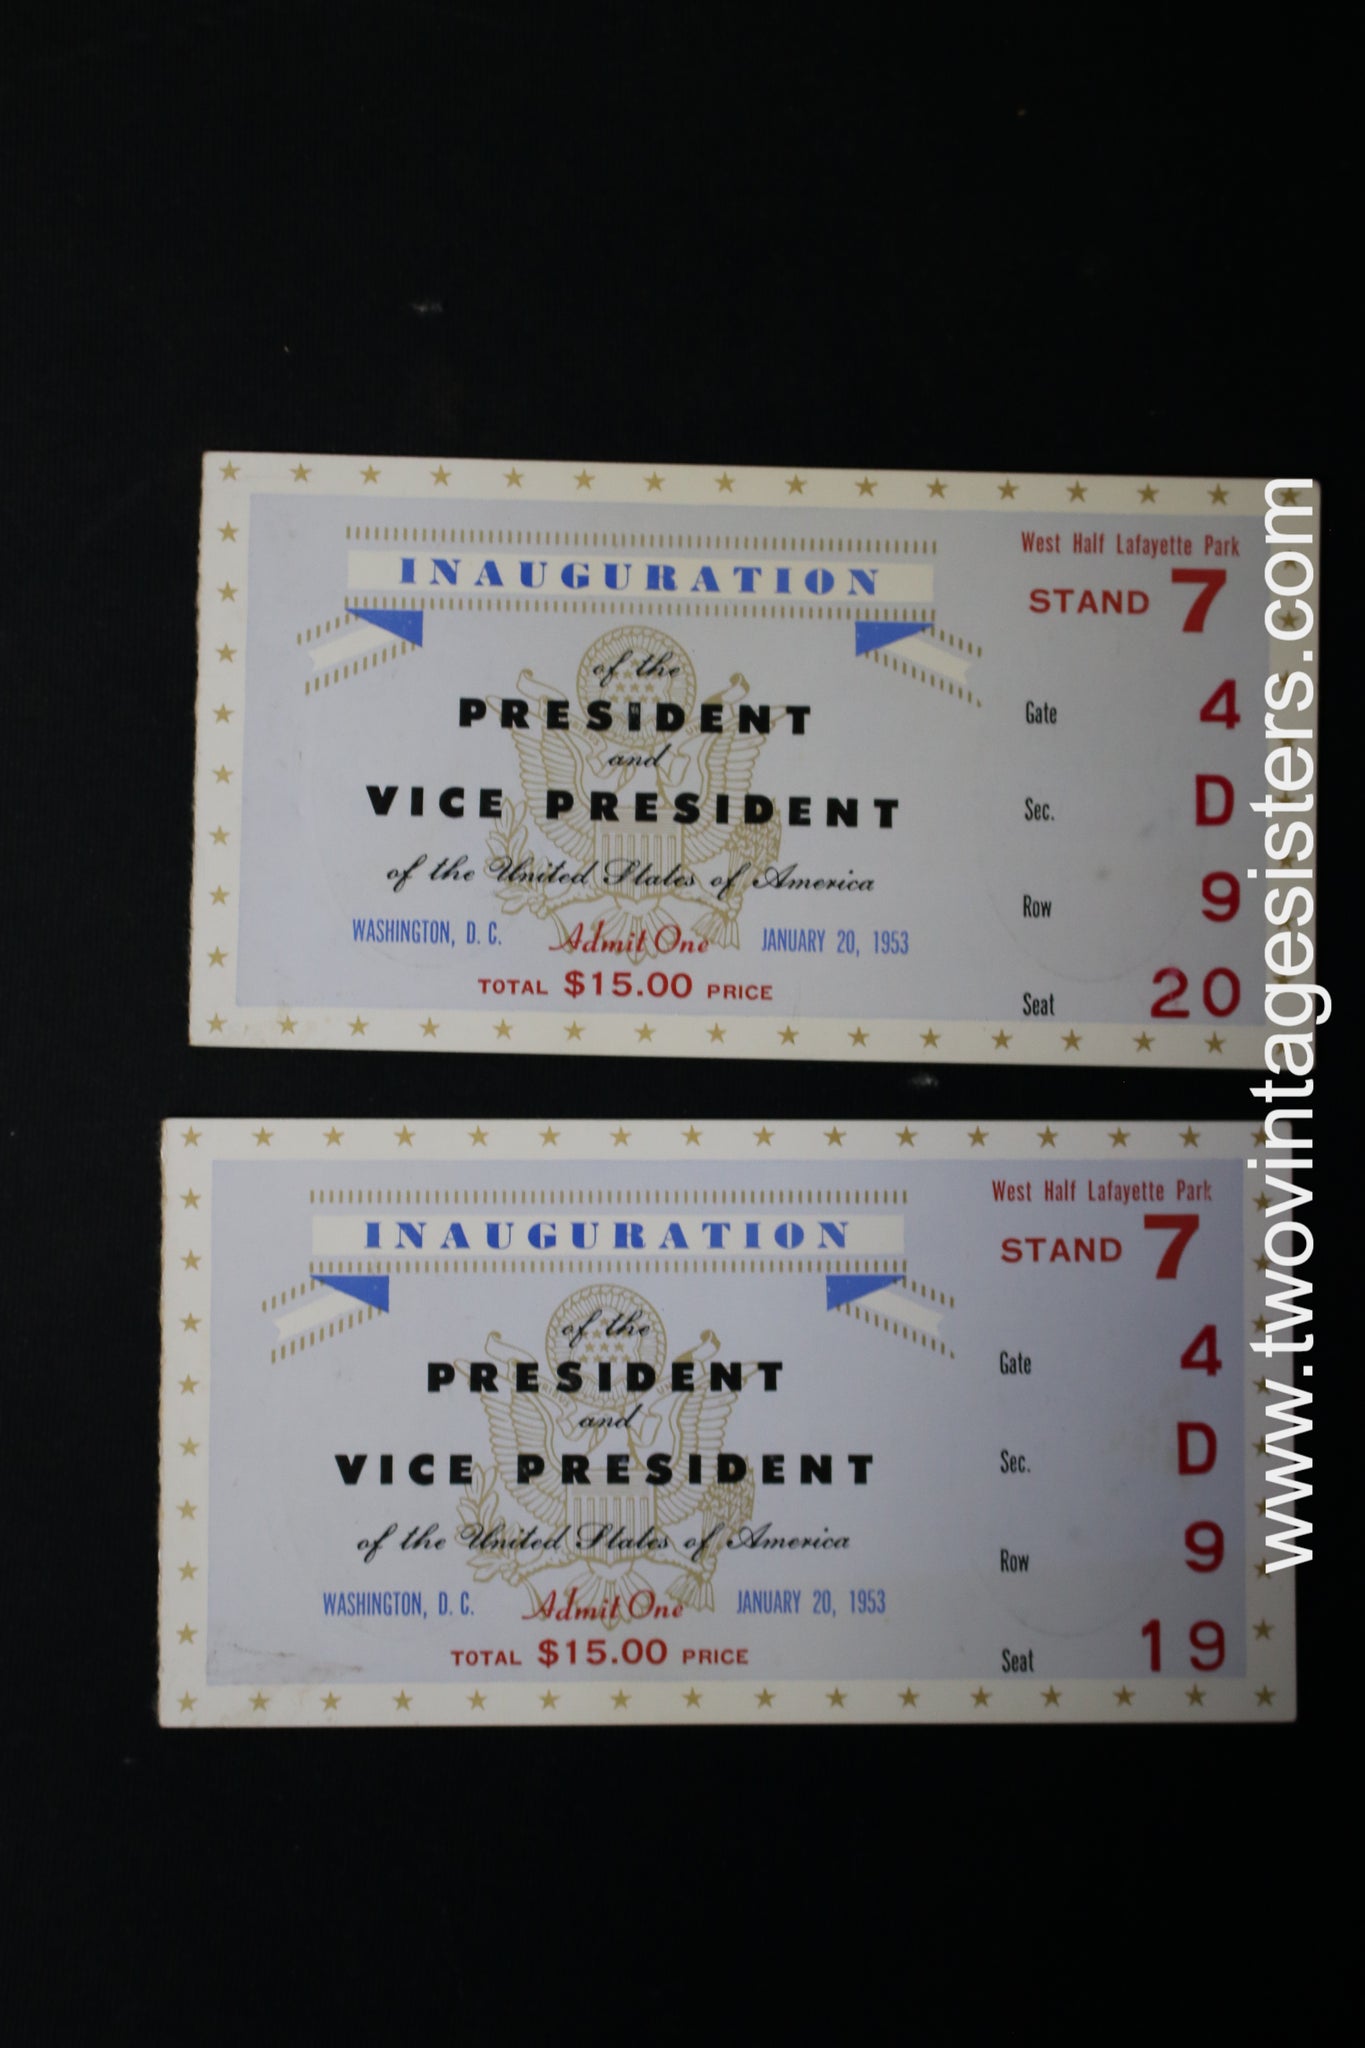 INAUGURATION
of the
PRESIDENT
and
VICE PRESIDENT
of the United States of America
WASHINGTON, D. C. Admit One JANUARY 20, 1953
TOTAL $15.00 PRICE
West Half Lafayette Park
STAND 7
Gate 4
Sec. D
Row 9
Seat 20
INAUGURATION
of the
PRESIDENT
and
VICE PRESIDENT
of the United States of America
WASHINGTON, D. C. Admit One JANUARY 20, 1953
TOTAL $15.00 PRICE
West Half Lafayette Park
STAND 7
Gate 4
Sec. D
Row 9
Seat 19
www.twovintagesisters.com